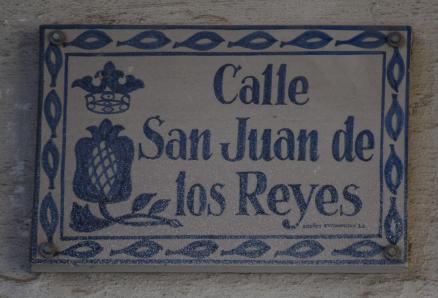 Calle
San Juan de
los Reyes